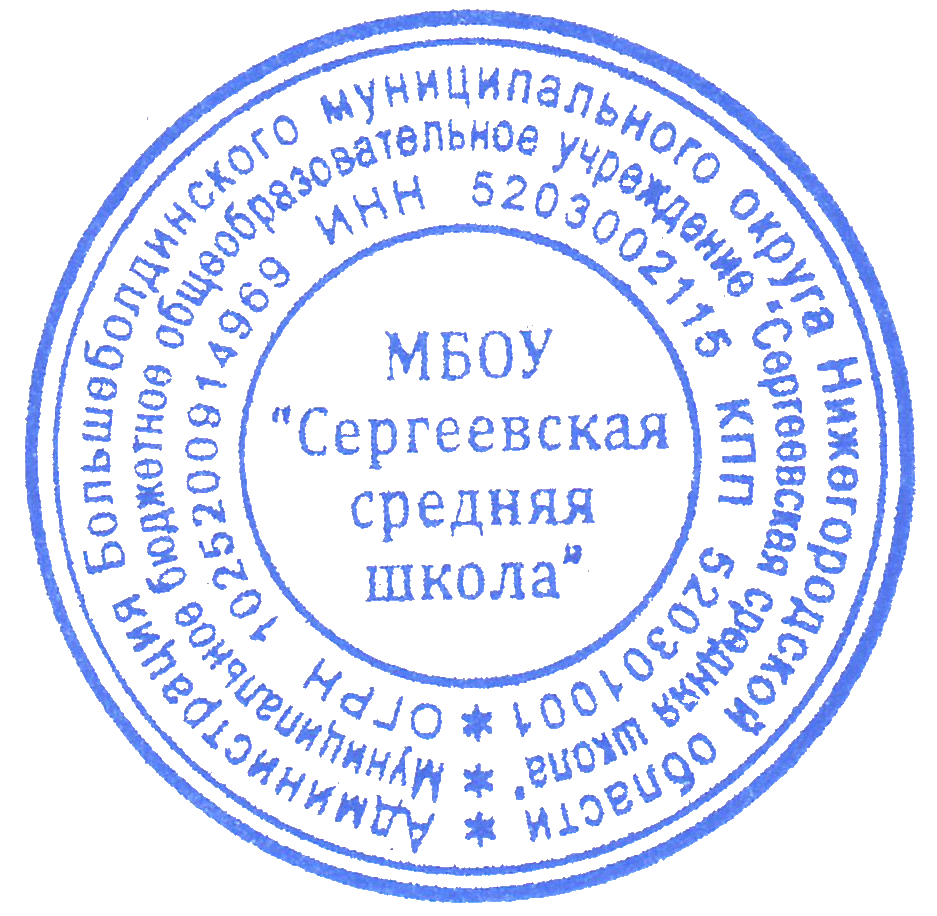 Администрация Большеболдинского муниципального округа Нижегородской области *
Муниципальное бюджетное общеобразовательное учреждение "Сергеевская средняя школа" *
ОГРН 1025200914969 ИНН 5203002115 КПП 520301001 *
МБОУ
"Сергеевская
средняя
школа"